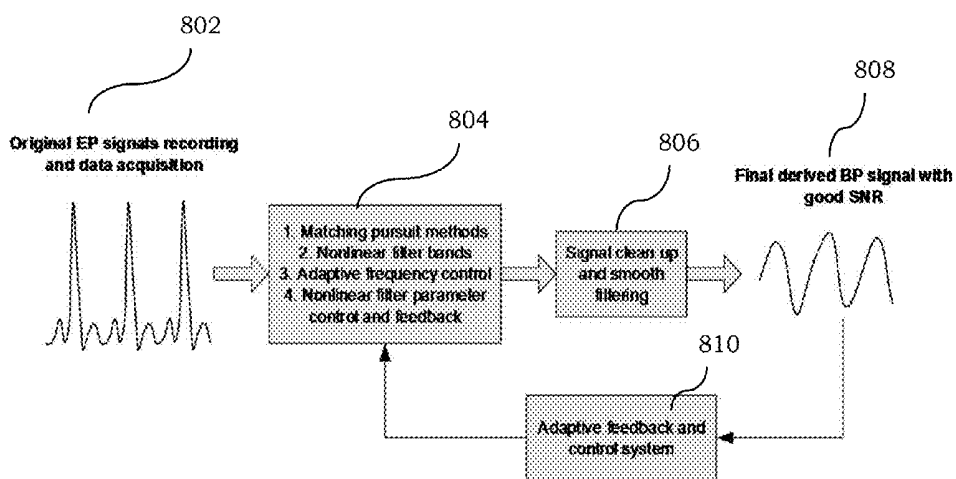 802
Original EP signals recording
and data acquisition
804
1. Matching pursuit methods
2. Nonlinear filter bands
3. Adaptive frequency control
4. Nonlinear filter parameter
control and feedback
806
Signal clean up
and smooth
filtering
808
Final derived BP signal with
good SNR
810
Adaptive feedback and
control system